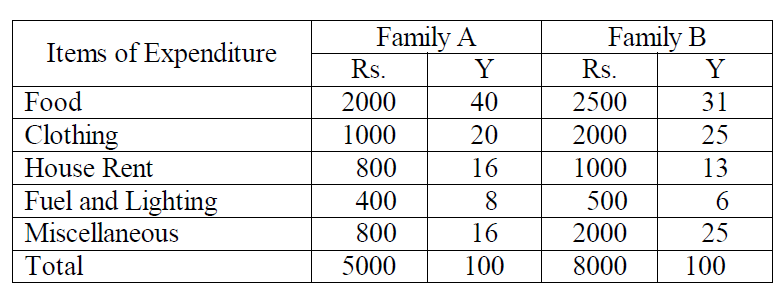 Items of Expenditure Family A Family B
Rs. Y Rs. Y
Food 2000 40 2500 31
Clothing 1000 20 2000 25
House Rent 800 16 1000 13
Fuel and Lighting 400 8 500 6
Miscellaneous 800 16 2000 25
Total 5000 100 8000 100